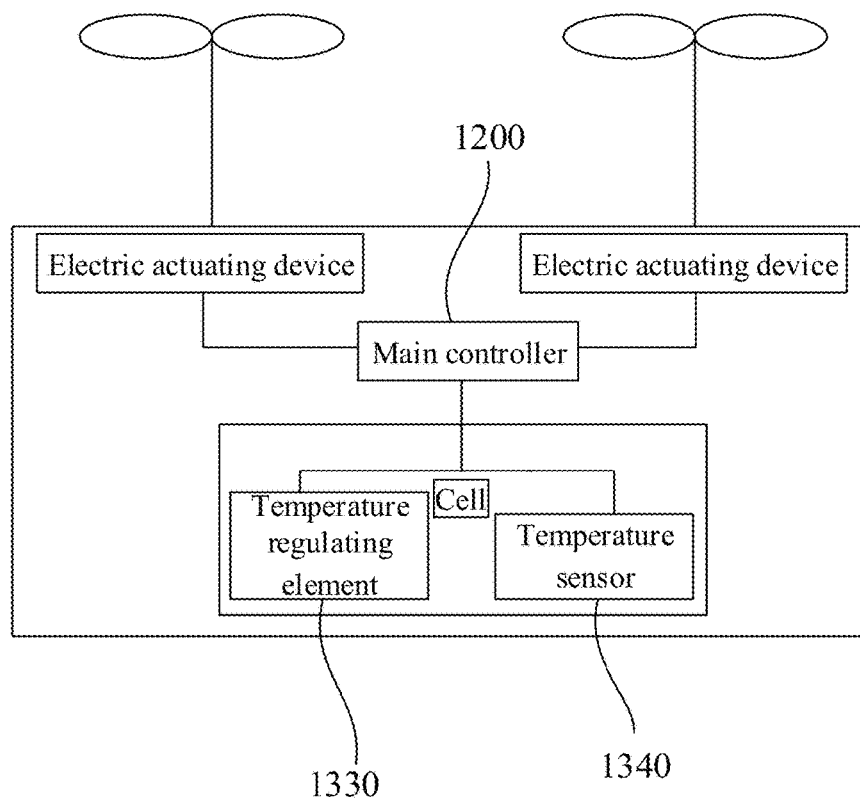 1200
Electric actuating device
Electric actuating device
Main controller
Cell
Temperature
regulating
element
Temperature
sensor
1330
1340